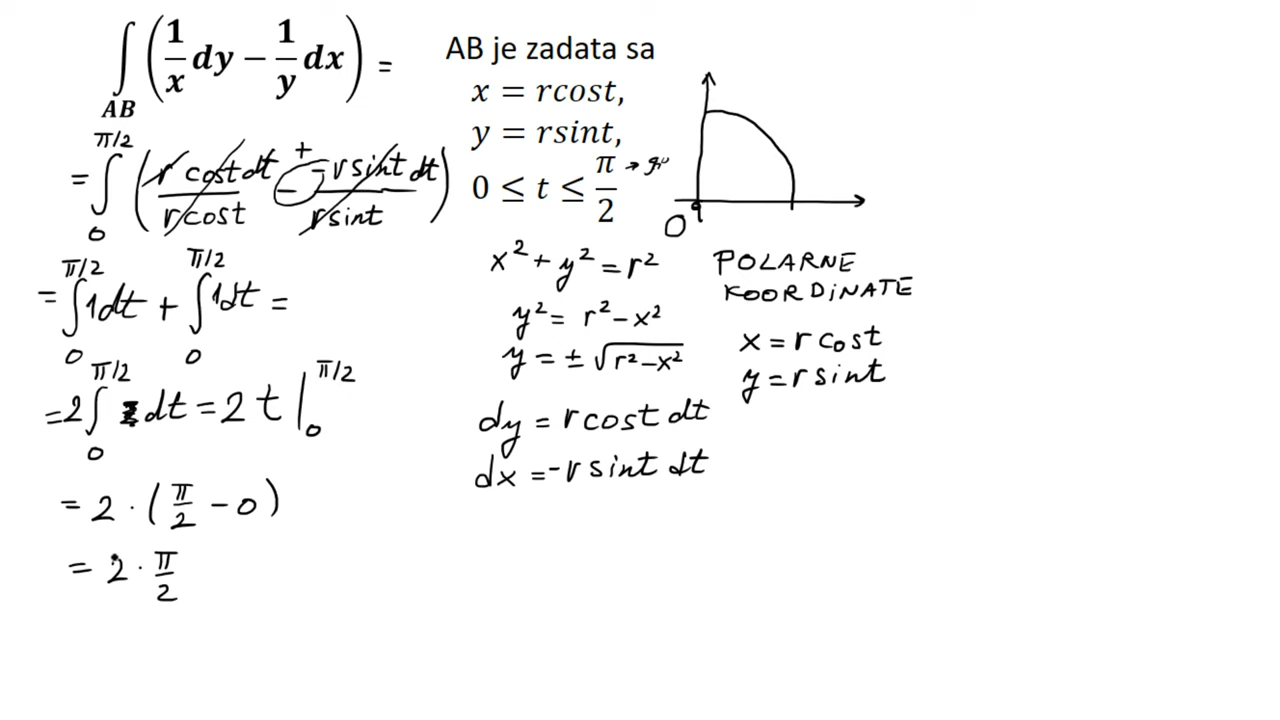 ∫_AB (1/x dy − 1/y dx) =
= ∫_0^{π/2} (r cost dt / r cost − + −r sint dt / r sint)
= ∫_0^{π/2} 1dt + ∫_0^{π/2} 1dt =
= 2 ∫_0^{π/2} dt = 2 t |_0^{π/2}
= 2 · (π/2 − 0)
= 2 · π/2
AB je zadata sa
x = rcost,
y = rsint,
0 ≤ t ≤ π/2 →
0
x² + y² = r²
y² = r² − x²
y = ± √(r² − x²)
dy = r cost dt
dx = −r sint dt
POLARNE
KOORDINATE
x = r cost
y = r sint